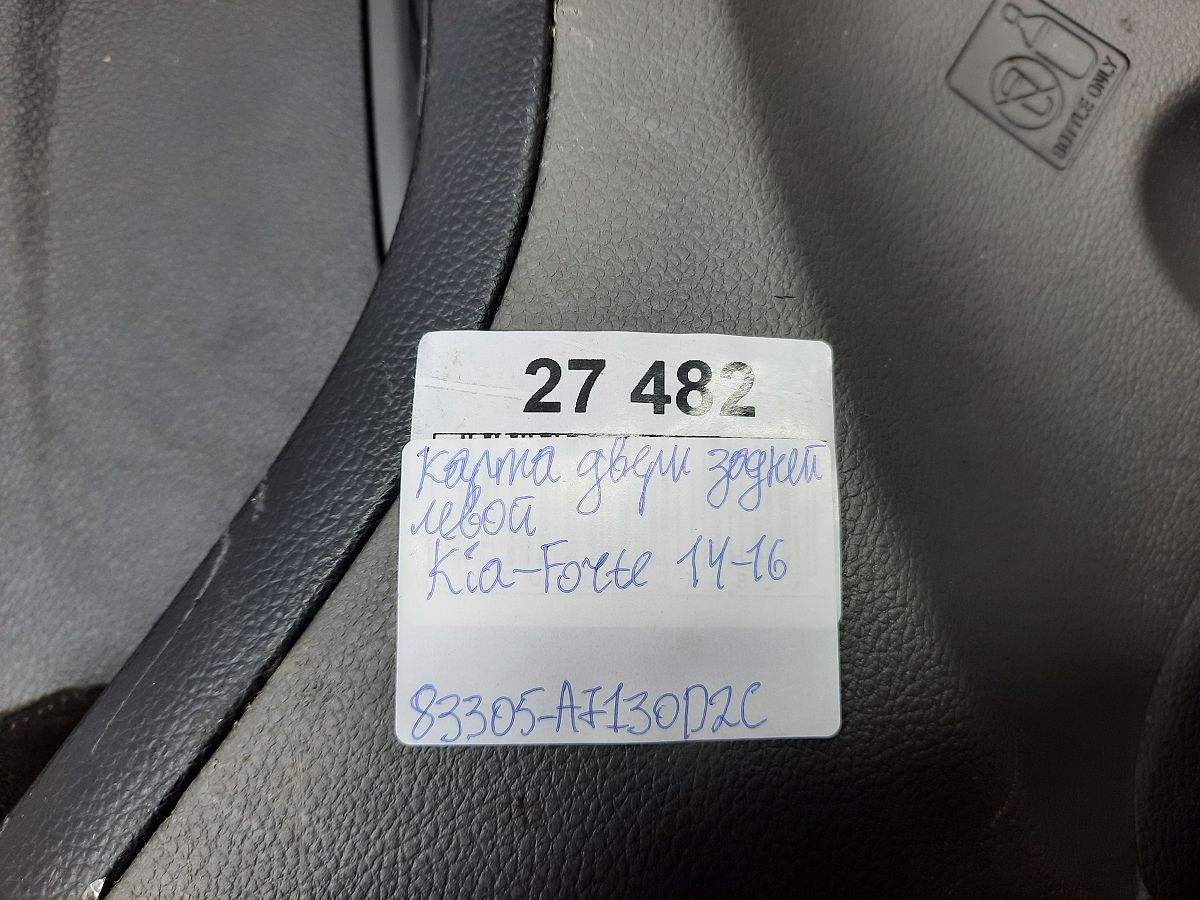 BOTTLE ONLY
27 482
карта двери задней
левой
Kia-Forte 14-16
83305-A7130D2C